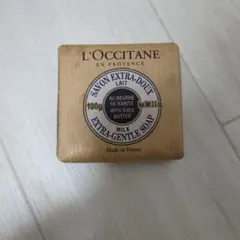 L'OCCITANE
EN PROVENCE
SAVON EXTRA-DOUX
LAIT
100g
AU BEURRE
DE KARITÉ
WITH SHEA
BUTTER
MILK
EXTRA-GENTLE SOAP
Made in France